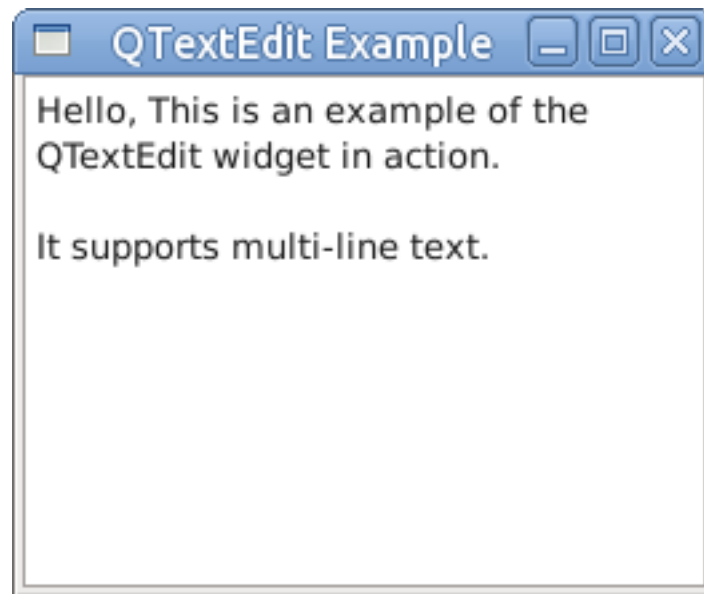 QTextEdit Example
Hello, This is an example of the
QTextEdit widget in action.
It supports multi-line text.